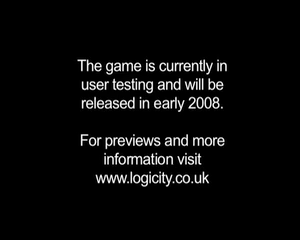 The game is currently in
user testing and will be
released in early 2008.
For previews and more
information visit
www.logicity.co.uk